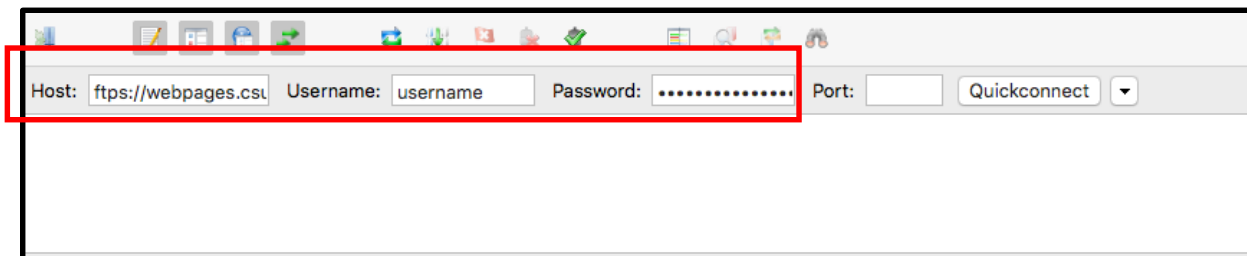 Host: ftps://webpages.csu Username: username Password: ••••••••••••••• Port: Quickconnect